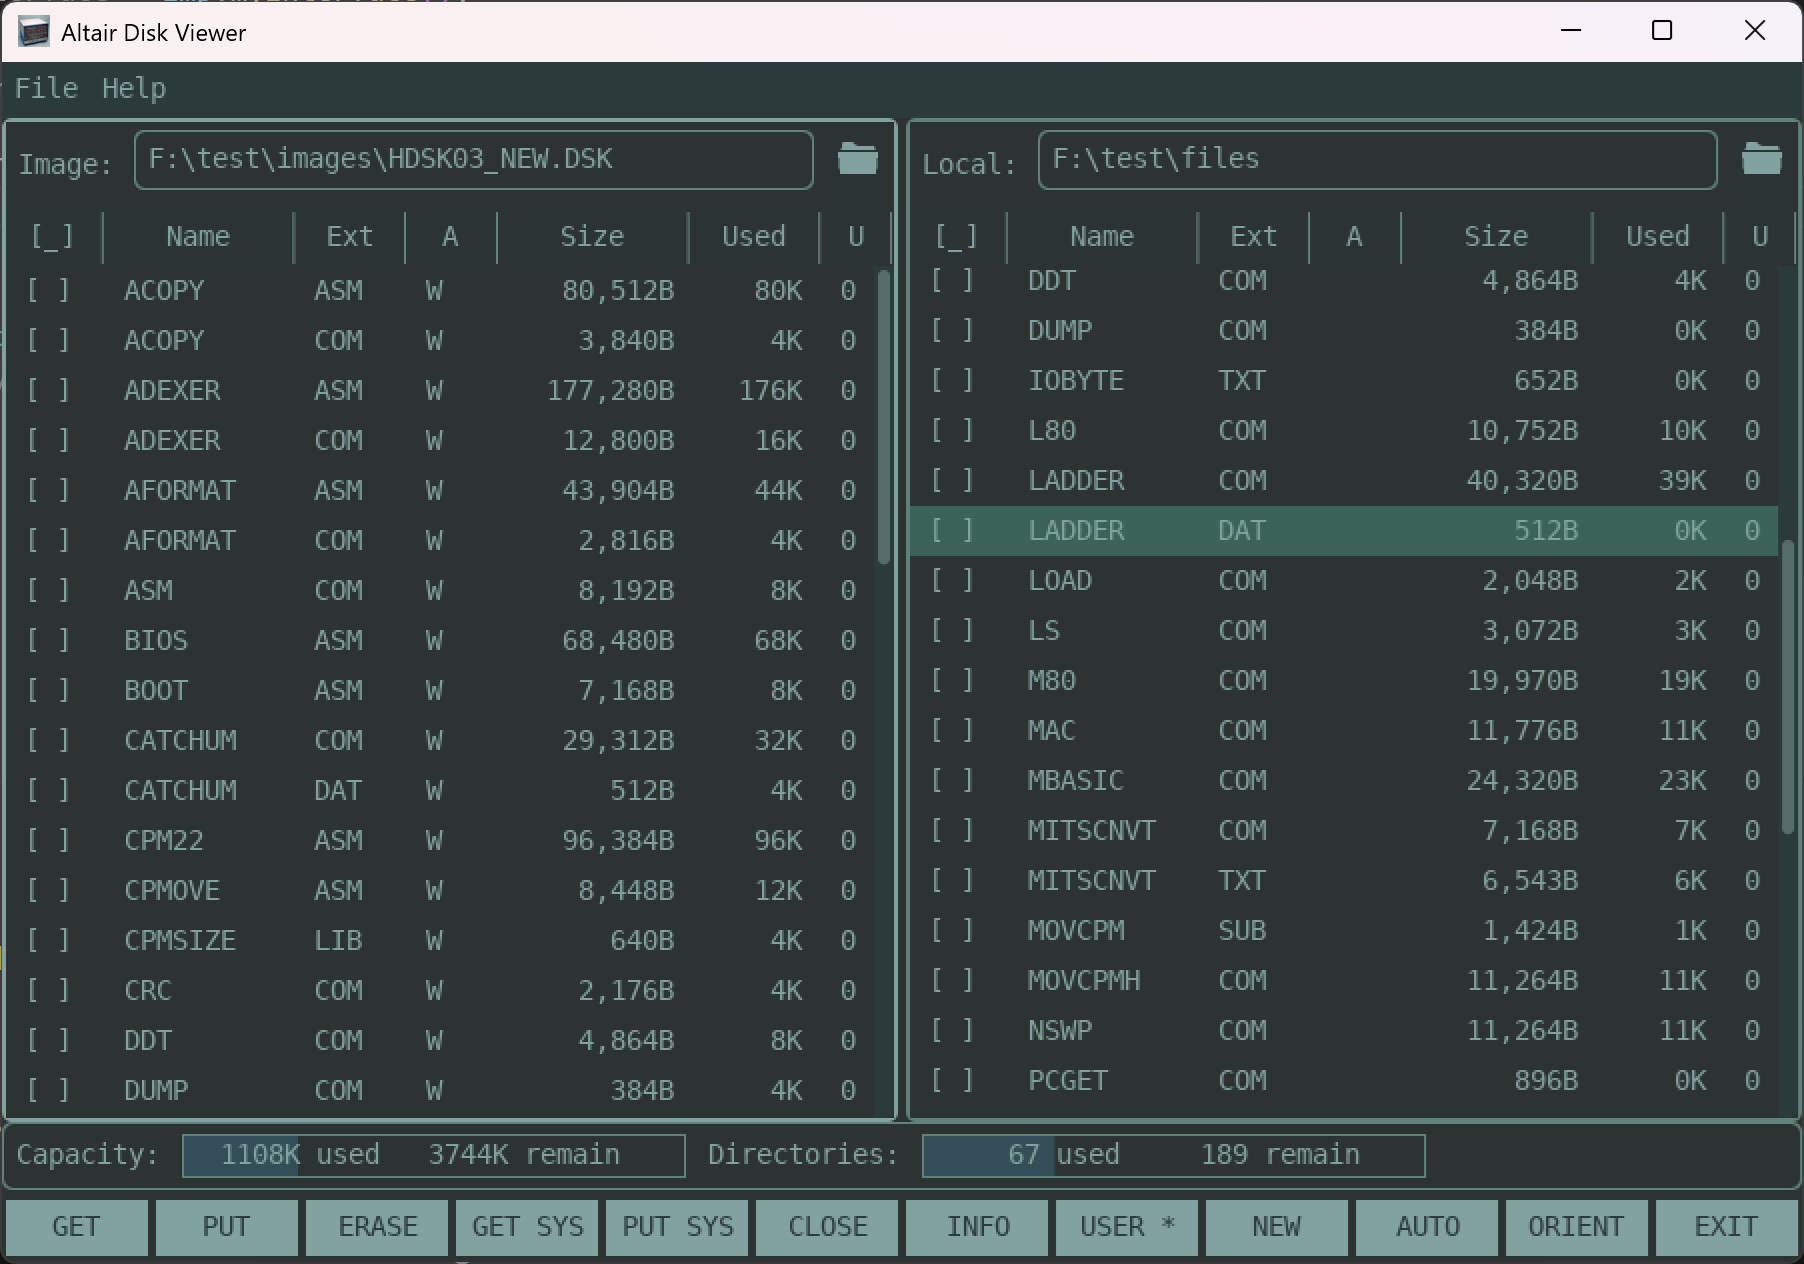 Altair Disk Viewer
File Help
Image: F:\test\images\HDSK03_NEW.DSK
[_] Name Ext A Size Used U
[ ] ACOPY ASM W 80,512B 80K 0
[ ] ACOPY COM W 3,840B 4K 0
[ ] ADEXER ASM W 177,280B 176K 0
[ ] ADEXER COM W 12,800B 16K 0
[ ] AFORMAT ASM W 43,904B 44K 0
[ ] AFORMAT COM W 2,816B 4K 0
[ ] ASM COM W 8,192B 8K 0
[ ] BIOS ASM W 68,480B 68K 0
[ ] BOOT ASM W 7,168B 8K 0
[ ] CATCHUM COM W 29,312B 32K 0
[ ] CATCHUM DAT W 512B 4K 0
[ ] CPM22 ASM W 96,384B 96K 0
[ ] CPMOVE ASM W 8,448B 12K 0
[ ] CPMSIZE LIB W 640B 4K 0
[ ] CRC COM W 2,176B 4K 0
[ ] DDT COM W 4,864B 8K 0
[ ] DUMP COM W 384B 4K 0
Local: F:\test\files
[_] Name Ext A Size Used U
[ ] DDT COM 4,864B 4K 0
[ ] DUMP COM 384B 0K 0
[ ] IOBYTE TXT 652B 0K 0
[ ] L80 COM 10,752B 10K 0
[ ] LADDER COM 40,320B 39K 0
[ ] LADDER DAT 512B 0K 0
[ ] LOAD COM 2,048B 2K 0
[ ] LS COM 3,072B 3K 0
[ ] M80 COM 19,970B 19K 0
[ ] MAC COM 11,776B 11K 0
[ ] MBASIC COM 24,320B 23K 0
[ ] MITSCNVT COM 7,168B 7K 0
[ ] MITSCNVT TXT 6,543B 6K 0
[ ] MOVCPM SUB 1,424B 1K 0
[ ] MOVCPMH COM 11,264B 11K 0
[ ] NSWP COM 11,264B 11K 0
[ ] PCGET COM 896B 0K 0
Capacity: 1108K used 3744K remain Directories: 67 used 189 remain
GET PUT ERASE GET SYS PUT SYS CLOSE INFO USER * NEW AUTO ORIENT EXIT